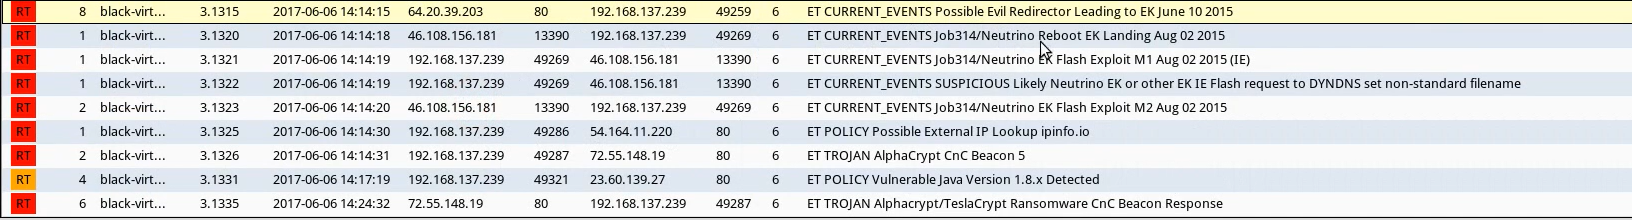 RT 8 black-virt... 3.1315 2017-06-06 14:14:15 64.20.39.203 80 192.168.137.239 49259 6 ET CURRENT_EVENTS Possible Evil Redirector Leading to EK June 10 2015
RT 1 black-virt... 3.1320 2017-06-06 14:14:18 46.108.156.181 13390 192.168.137.239 49269 6 ET CURRENT_EVENTS Job314/Neutrino Reboot EK Landing Aug 02 2015
RT 1 black-virt... 3.1321 2017-06-06 14:14:19 192.168.137.239 49269 46.108.156.181 13390 6 ET CURRENT_EVENTS Job314/Neutrino EK Flash Exploit M1 Aug 02 2015 (IE)
RT 1 black-virt... 3.1322 2017-06-06 14:14:19 192.168.137.239 49269 46.108.156.181 13390 6 ET CURRENT_EVENTS SUSPICIOUS Likely Neutrino EK or other EK IE Flash request to DYNDNS set non-standard filename
RT 2 black-virt... 3.1323 2017-06-06 14:14:20 46.108.156.181 13390 192.168.137.239 49269 6 ET CURRENT_EVENTS Job314/Neutrino EK Flash Exploit M2 Aug 02 2015
RT 1 black-virt... 3.1325 2017-06-06 14:14:30 192.168.137.239 49286 54.164.11.220 80 6 ET POLICY Possible External IP Lookup ipinfo.io
RT 2 black-virt... 3.1326 2017-06-06 14:14:31 192.168.137.239 49287 72.55.148.19 80 6 ET TROJAN AlphaCrypt CnC Beacon 5
RT 4 black-virt... 3.1331 2017-06-06 14:17:19 192.168.137.239 49321 23.60.139.27 80 6 ET POLICY Vulnerable Java Version 1.8.x Detected
RT 6 black-virt... 3.1335 2017-06-06 14:24:32 72.55.148.19 80 192.168.137.239 49287 6 ET TROJAN Alphacrypt/TeslaCrypt Ransomware CnC Beacon Response